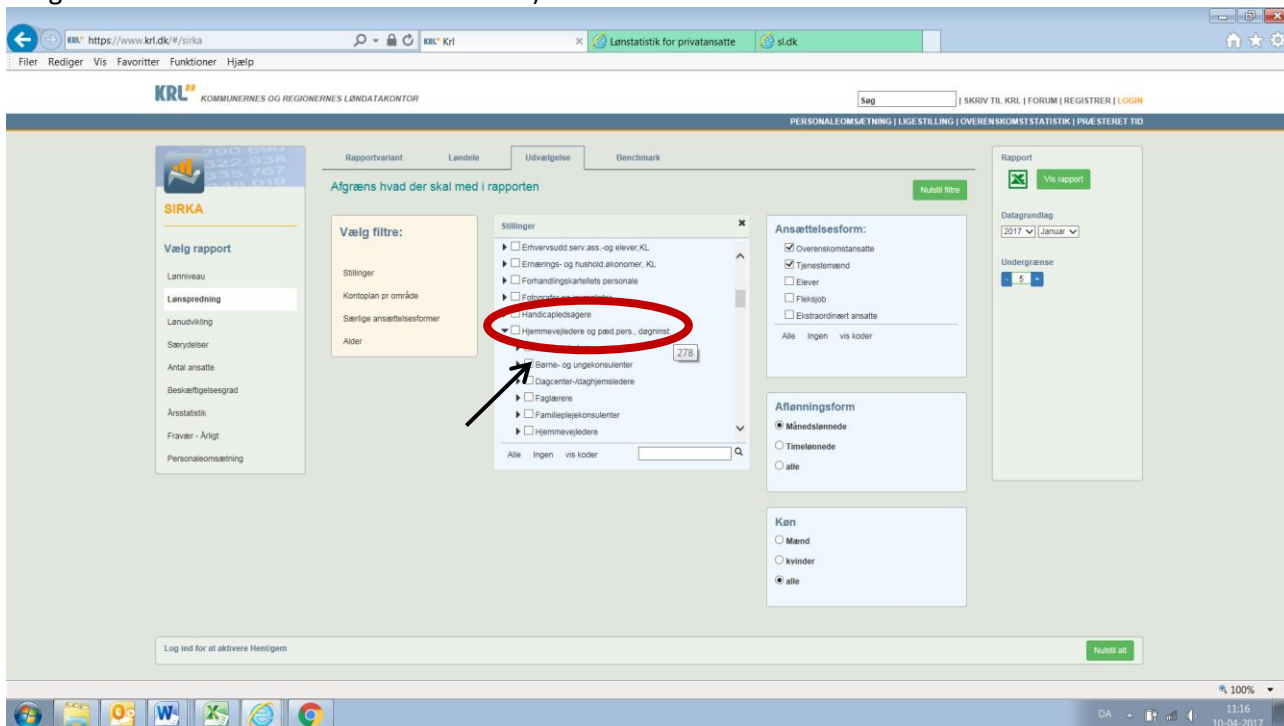 https://www.krl.dk/#/sirka
KRL Krl
Lønstatistik for privatansatte
sl.dk
Filer Rediger Vis Favoritter Funktioner Hjælp
KRL KOMMUNERNES OG REGIONERNES LØNDATAKONTOR
Søg | SKRIV TIL KRL | FORUM | REGISTRER | LOGIN
PERSONALEOMSÆTNING | LIGESTILLING | OVERENSKOMSTSTATISTIK | PRÆSTERET TID
SIRKA
Vælg rapport
Lønniveau
Lønspredning
Lønudvikling
Særydelser
Antal ansatte
Beskæftigelsesgrad
Årsstatistik
Fravær - Årligt
Personaleomsætning
Rapportvariant Løndele Udvælgelse Benchmark
Afgræns hvad der skal med i rapporten
Nulstil filtre
Vælg filtre:
Stillinger
Kontoplan pr område
Særlige ansættelsesformer
Alder
Stillinger
Erhvervsudd.serv.ass.-og elever,KL
Ernærings- og hushold.økonomer, KL
Forhandlingskartellets personale
Fotografer og journalister
Handicapledsagere
Hjemmevejledere og pæd.pers., døgninst.
278
Børne- og ungekonsulenter
Dagcenter-/daghjemsledere
Faglærere
Familieplejekonsulenter
Hjemmevejledere
Alle Ingen vis koder
Ansættelsesform:
Overenskomstansatte
Tjenestemænd
Elever
Fleksjob
Ekstraordinært ansatte
Alle Ingen vis koder
Aflønningsform
Månedslønnede
Timelønnede
alle
Køn
Mænd
kvinder
alle
Rapport
Vis rapport
Datagrundlag
2017 Januar
Undergrænse
- 5 +
Log ind for at aktivere Hent/gem
Nulstil alt
100%
DA
11:16
10-04-2017